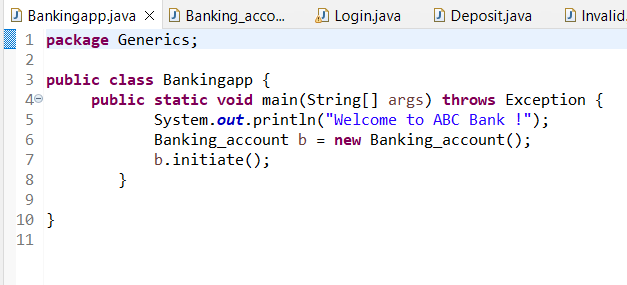 Bankingapp.java Banking_acco... Login.java Deposit.java Invalid.
1 package Generics;
2
3 public class Bankingapp {
4 public static void main(String[] args) throws Exception {
5 System.out.println("Welcome to ABC Bank !");
6 Banking_account b = new Banking_account();
7 b.initiate();
8 }
9
10 }
11